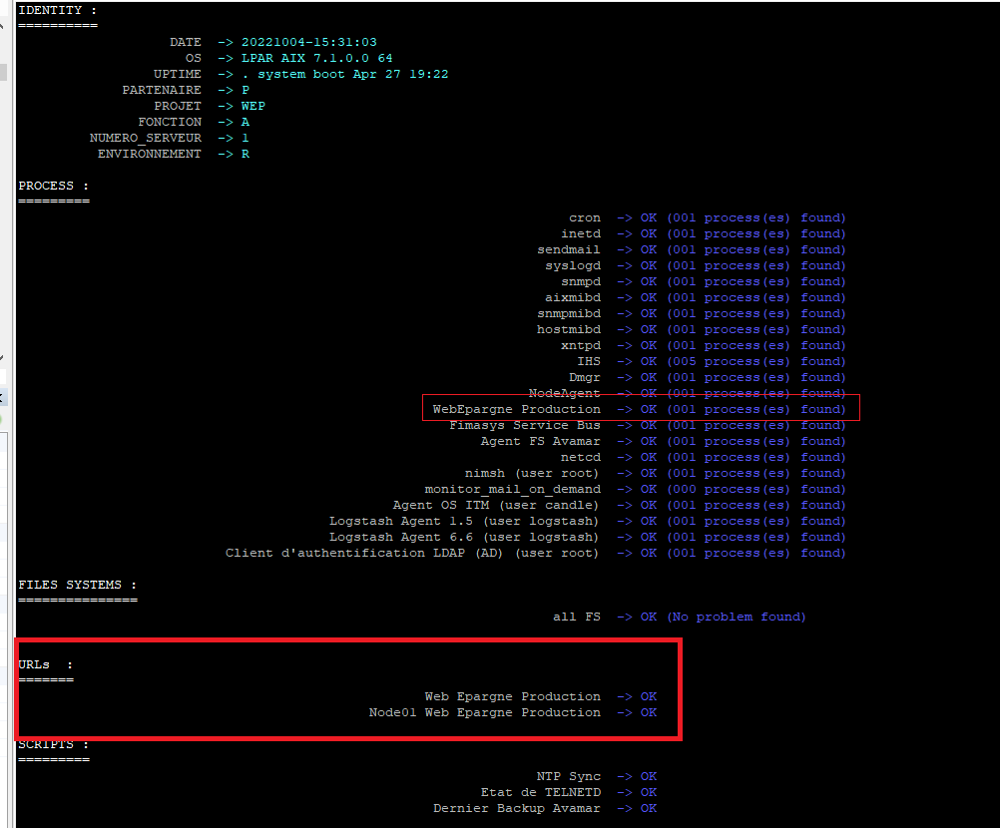 IDENTITY :
==========
DATE -> 20221004-15:31:03
OS -> LPAR AIX 7.1.0.0 64
UPTIME -> . system boot Apr 27 19:22
PARTENAIRE -> P
PROJET -> WEP
FONCTION -> A
NUMERO_SERVEUR -> 1
ENVIRONNEMENT -> R
PROCESS :
=========
cron -> OK (001 process(es) found)
inetd -> OK (001 process(es) found)
sendmail -> OK (001 process(es) found)
syslogd -> OK (001 process(es) found)
snmpd -> OK (001 process(es) found)
aixmibd -> OK (001 process(es) found)
snmpmibd -> OK (001 process(es) found)
hostmibd -> OK (001 process(es) found)
xntpd -> OK (001 process(es) found)
IHS -> OK (005 process(es) found)
Dmgr -> OK (001 process(es) found)
NodeAgent -> OK (001 process(es) found)
WebEpargne Production -> OK (001 process(es) found)
Fimasys Service Bus -> OK (001 process(es) found)
Agent FS Avamar -> OK (001 process(es) found)
netcd -> OK (001 process(es) found)
nimsh (user root) -> OK (001 process(es) found)
monitor_mail_on_demand -> OK (000 process(es) found)
Agent OS ITM (user candle) -> OK (001 process(es) found)
Logstash Agent 1.5 (user logstash) -> OK (001 process(es) found)
Logstash Agent 6.6 (user logstash) -> OK (001 process(es) found)
Client d'authentification LDAP (AD) (user root) -> OK (001 process(es) found)
FILES SYSTEMS :
===============
all FS -> OK (No problem found)
URLs :
=======
Web Epargne Production -> OK
Node01 Web Epargne Production -> OK
SCRIPTS :
=========
NTP Sync -> OK
Etat de TELNETD -> OK
Dernier Backup Avamar -> OK